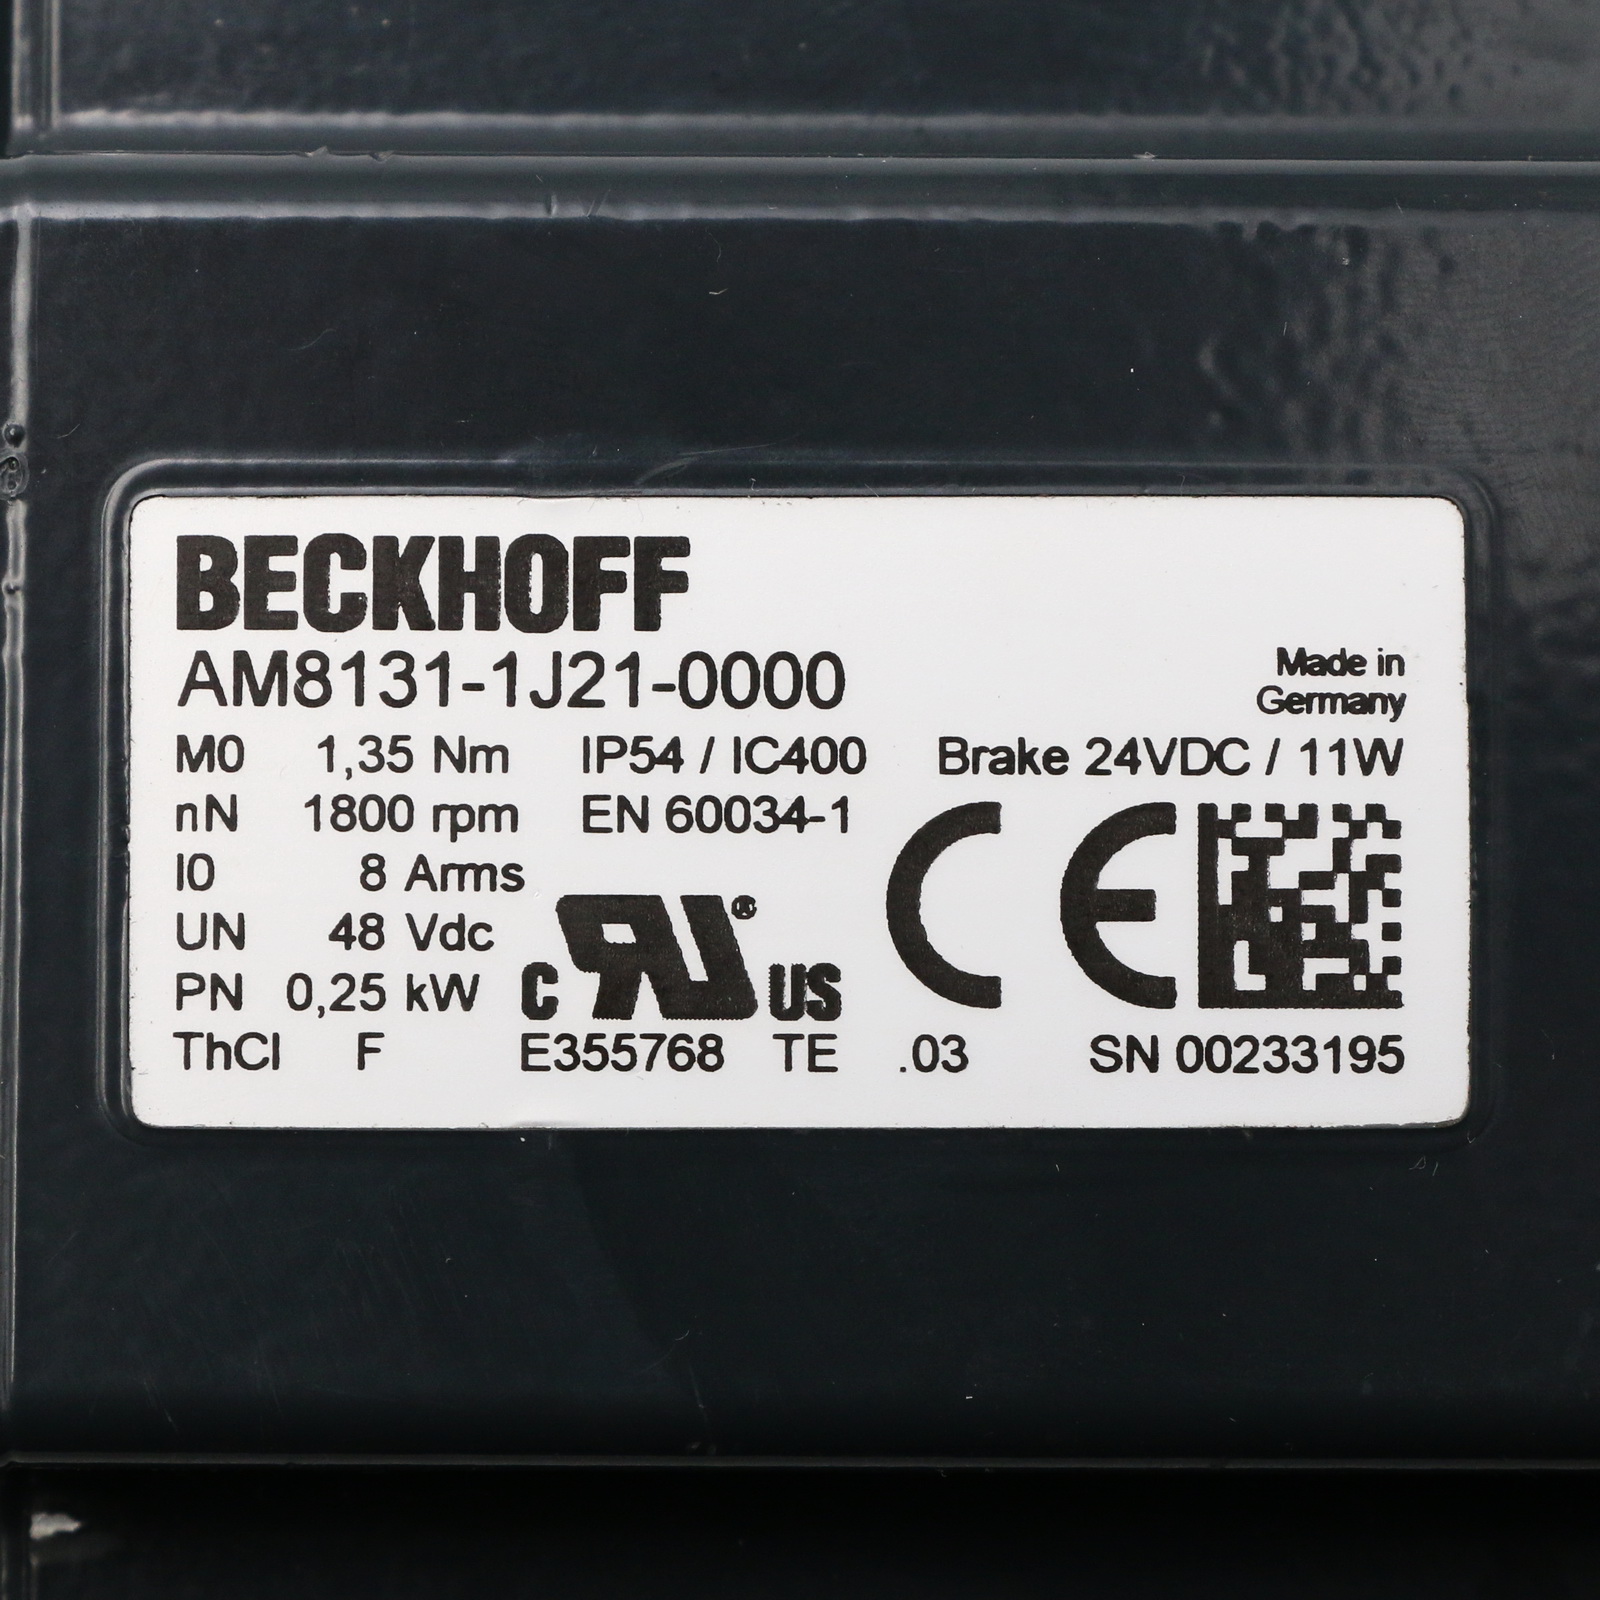 BECKHOFF
AM8131-1J21-0000
Made in
Germany
M0 1,35 Nm IP54 / IC400 Brake 24VDC / 11W
nN 1800 rpm EN 60034-1
I0 8 Arms
UN 48 Vdc
PN 0,25 kW
c RU ® US
CE
ThCl F E355768 TE .03 SN 00233195